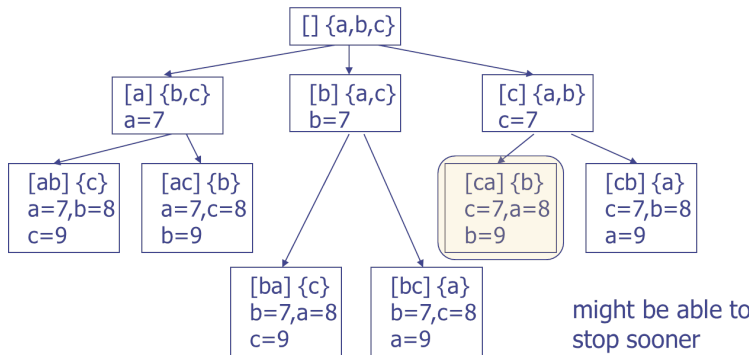 [] {a,b,c}
[a] {b,c}
a=7
[b] {a,c}
b=7
[c] {a,b}
c=7
[ab] {c}
a=7,b=8
c=9
[ac] {b}
a=7,c=8
b=9
[ca] {b}
c=7,a=8
b=9
[cb] {a}
c=7,b=8
a=9
[ba] {c}
b=7,a=8
c=9
[bc] {a}
b=7,c=8
a=9
might be able to
stop sooner